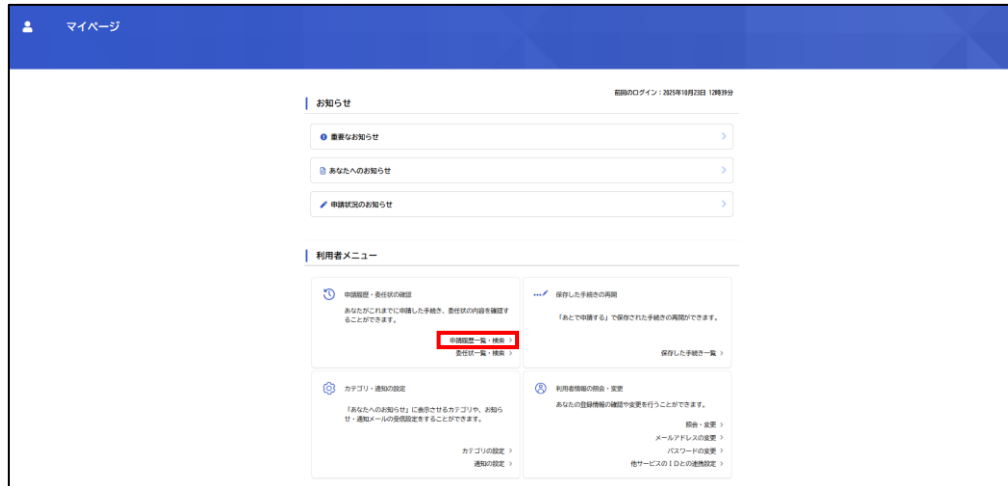 マイページ
前回のログイン：2025年10月23日 12時39分
お知らせ
重要なお知らせ
あなたへのお知らせ
申請状況のお知らせ
利用者メニュー
申請履歴・委任状の確認
あなたがこれまでに申請した手続き、委任状の内容を確認す
ることができます。
申請履歴一覧・検索
委任状一覧・検索
保存した手続きの再開
「あとで申請する」で保存された手続きの再開ができます。
保存した手続き一覧
カテゴリ・通知の設定
「あなたへのお知らせ」に表示させるカテゴリや、お知ら
せ・通知メールの受信設定をすることができます。
カテゴリの設定
通知の設定
利用者情報の照会・変更
あなたの登録情報の確認や変更を行うことができます。
照会・変更
メールアドレスの変更
パスワードの変更
他サービスのＩＤとの連携設定